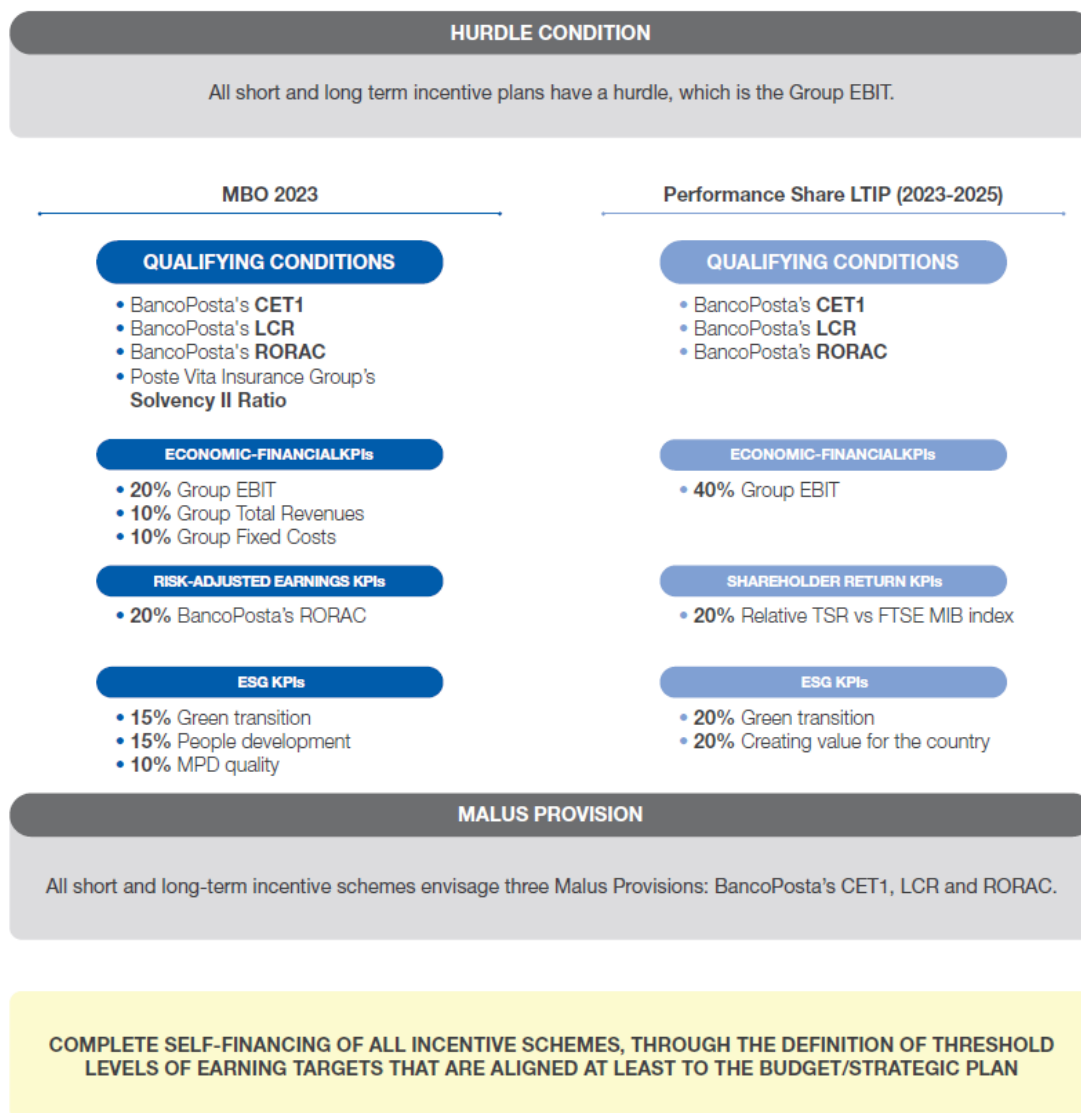 HURDLE CONDITION
All short and long term incentive plans have a hurdle, which is the Group EBIT.
MBO 2023
QUALIFYING CONDITIONS
• BancoPosta's CET1
• BancoPosta's LCR
• BancoPosta's RORAC
• Poste Vita Insurance Group's
Solvency II Ratio
ECONOMIC-FINANCIALKPIs
• 20% Group EBIT
• 10% Group Total Revenues
• 10% Group Fixed Costs
RISK-ADJUSTED EARNINGS KPIs
• 20% BancoPosta's RORAC
ESG KPIs
• 15% Green transition
• 15% People development
• 10% MPD quality
Performance Share LTIP (2023-2025)
QUALIFYING CONDITIONS
• BancoPosta's CET1
• BancoPosta's LCR
• BancoPosta's RORAC
ECONOMIC-FINANCIALKPIs
• 40% Group EBIT
SHAREHOLDER RETURN KPIs
• 20% Relative TSR vs FTSE MIB index
ESG KPIs
• 20% Green transition
• 20% Creating value for the country
MALUS PROVISION
All short and long-term incentive schemes envisage three Malus Provisions: BancoPosta's CET1, LCR and RORAC.
COMPLETE SELF-FINANCING OF ALL INCENTIVE SCHEMES, THROUGH THE DEFINITION OF THRESHOLD
LEVELS OF EARNING TARGETS THAT ARE ALIGNED AT LEAST TO THE BUDGET/STRATEGIC PLAN